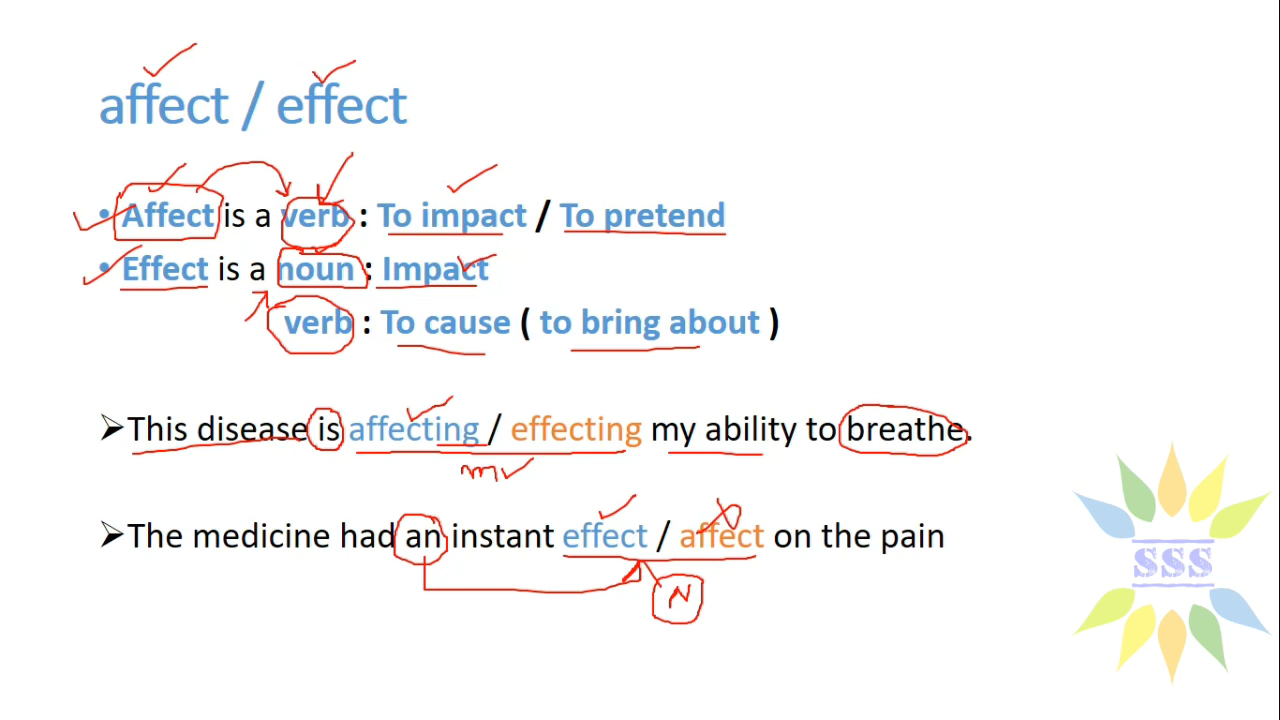 affect / effect
• Affect is a verb : To impact / To pretend
• Effect is a noun : Impact
verb : To cause ( to bring about )
➤This disease is affecting / effecting my ability to breathe.
mv
➤The medicine had an instant effect / affect on the pain
N
SSS